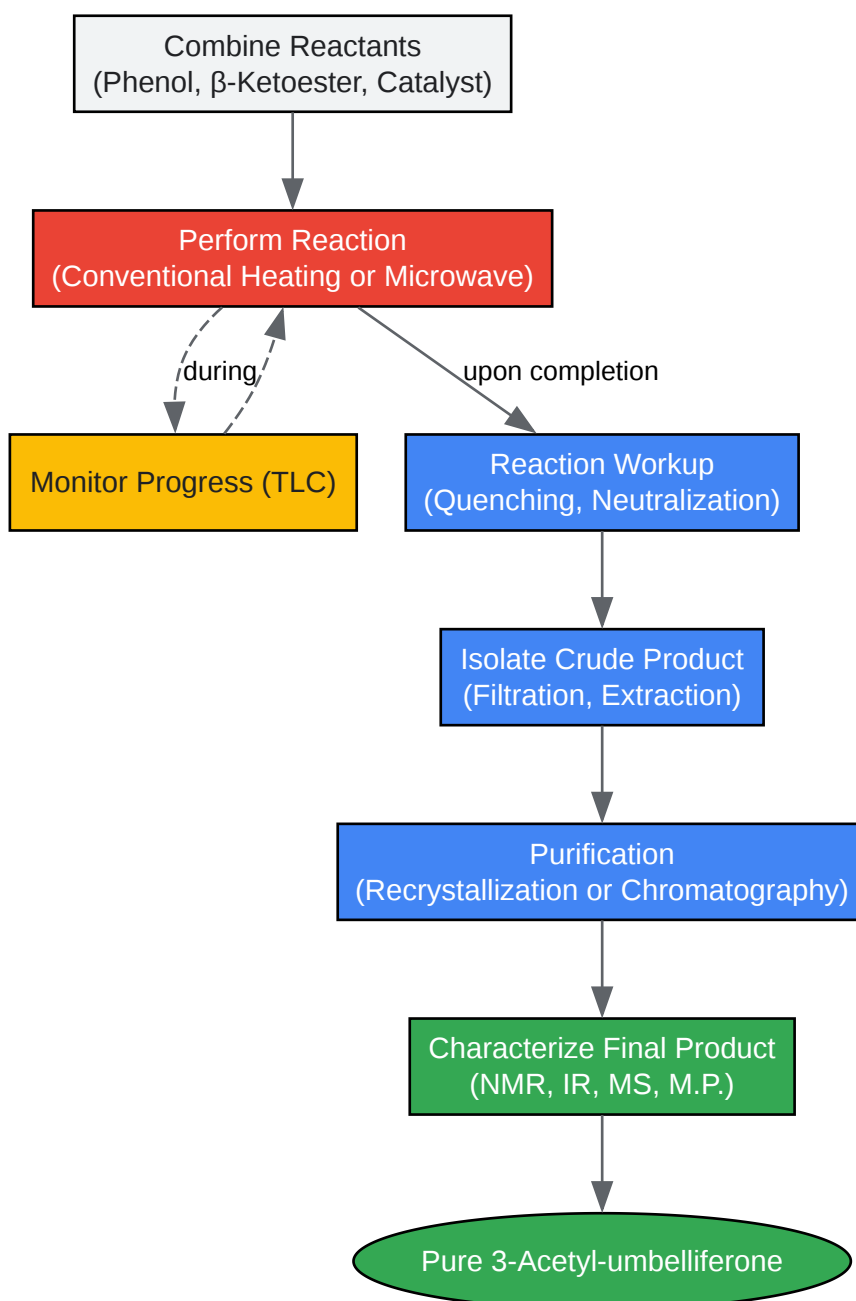 Combine Reactants
(Phenol, β-Ketoester, Catalyst)
Perform Reaction
(Conventional Heating or Microwave)
during
upon completion
Monitor Progress (TLC)
Reaction Workup
(Quenching, Neutralization)
Isolate Crude Product
(Filtration, Extraction)
Purification
(Recrystallization or Chromatography)
Characterize Final Product
(NMR, IR, MS, M.P.)
Pure 3-Acetyl-umbelliferone